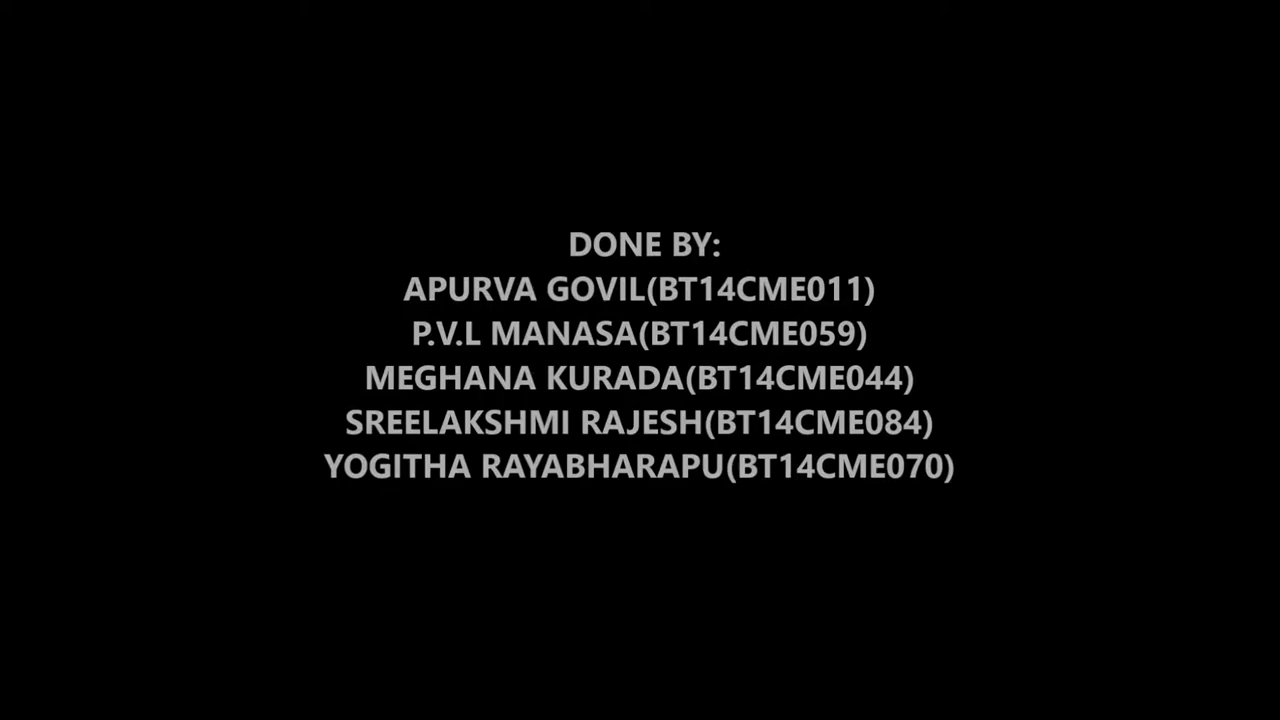 DONE BY:
APURVA GOVIL(BT14CME011)
P.V.L MANASA(BT14CME059)
MEGHANA KURADA(BT14CME044)
SREELAKSHMI RAJESH(BT14CME084)
YOGITHA RAYABHARAPU(BT14CME070)